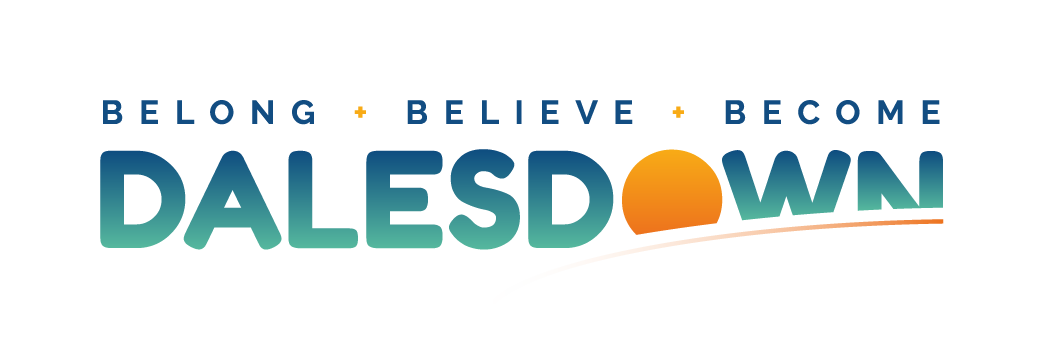 BELONG + BELIEVE + BECOME
DALESDOWN